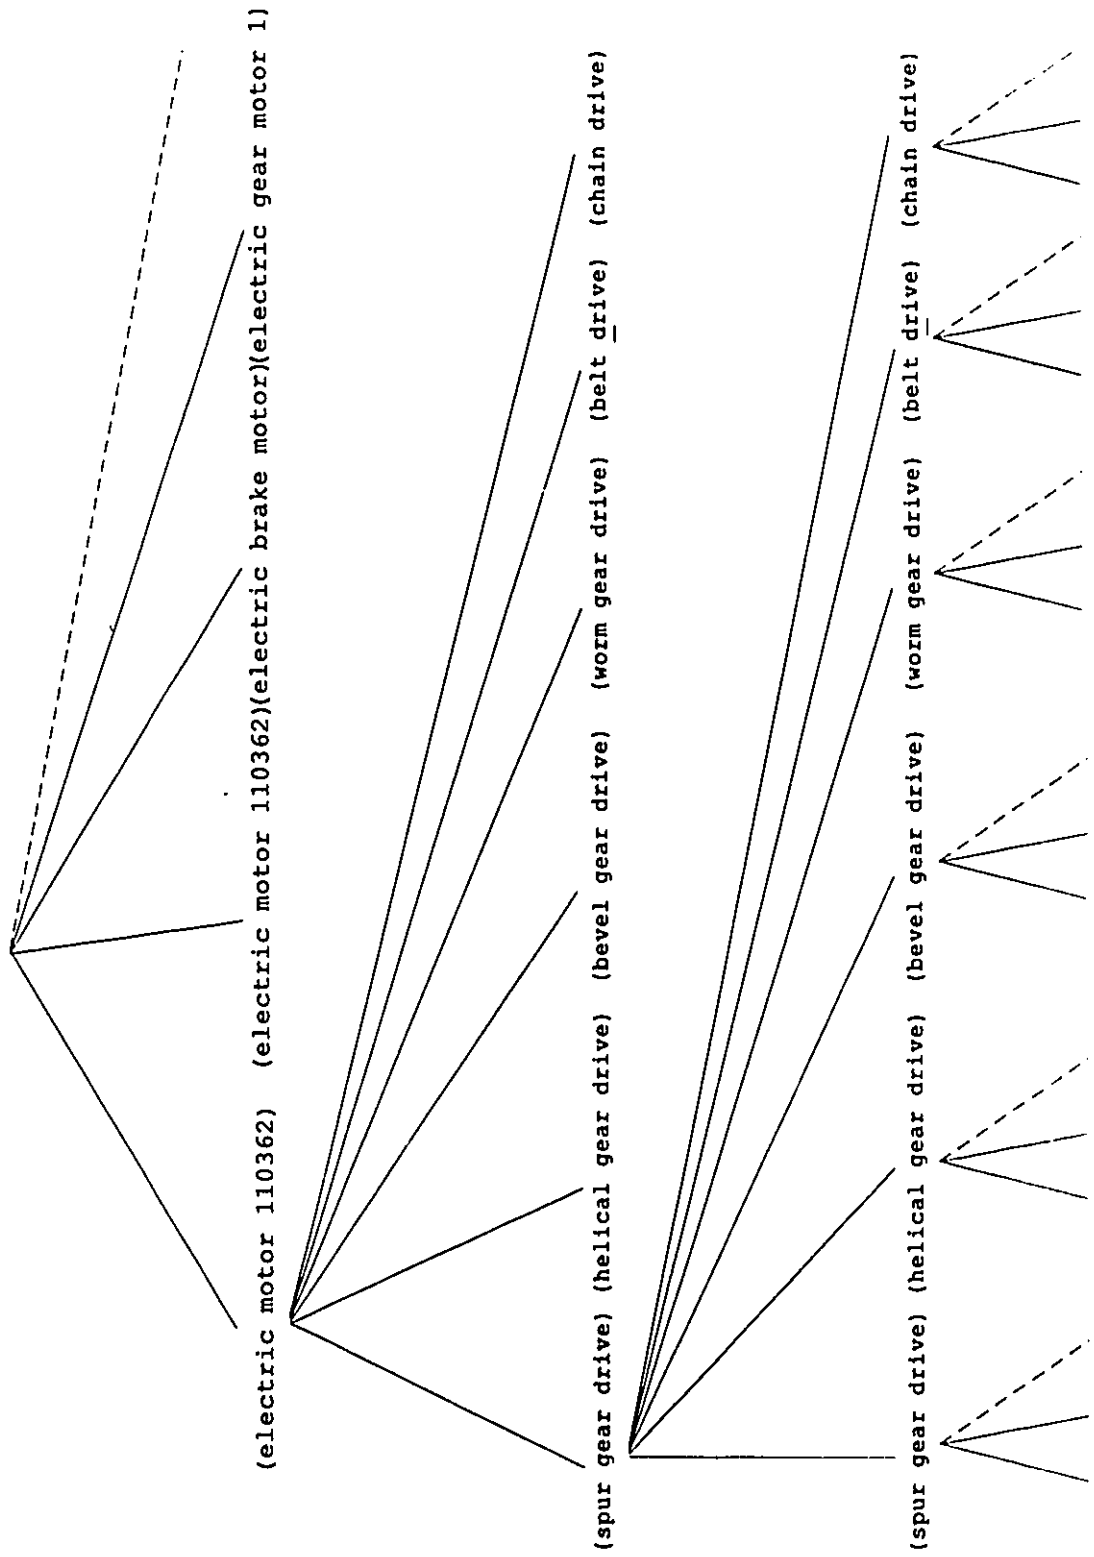 (electric motor 110362) (electric motor 110362)(electric brake motor)(electric gear motor 1)
(spur gear drive) (helical gear drive) (bevel gear drive) (worm gear drive) (belt drive) (chain drive)
(spur gear drive) (helical gear drive) (bevel gear drive) (worm gear drive) (belt drive) (chain drive)